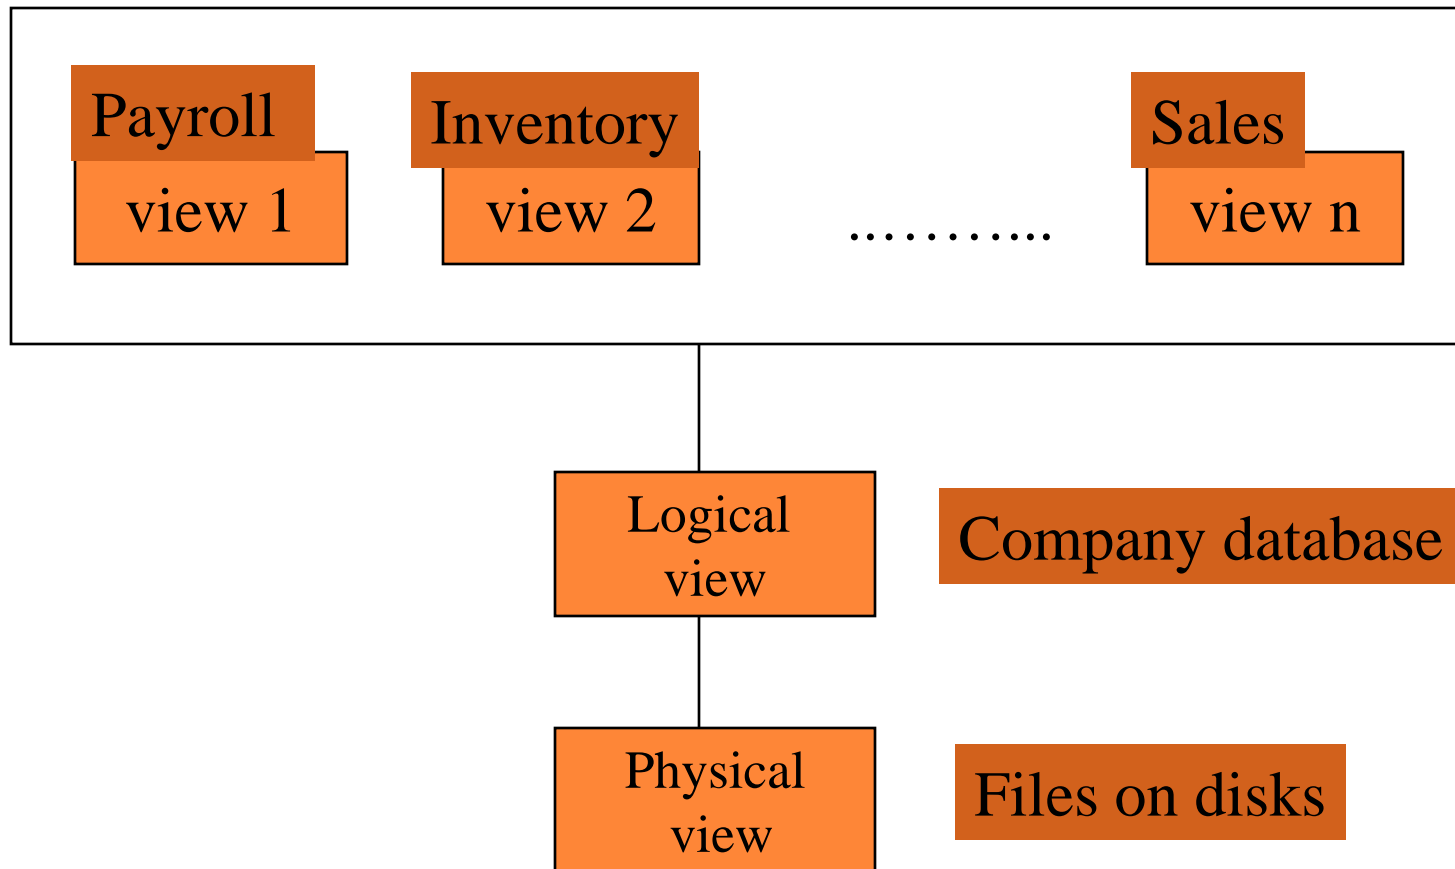 Payroll
Inventory
Sales
view 1
view 2
...........
view n
Logical
view
Company database
Physical
view
Files on disks